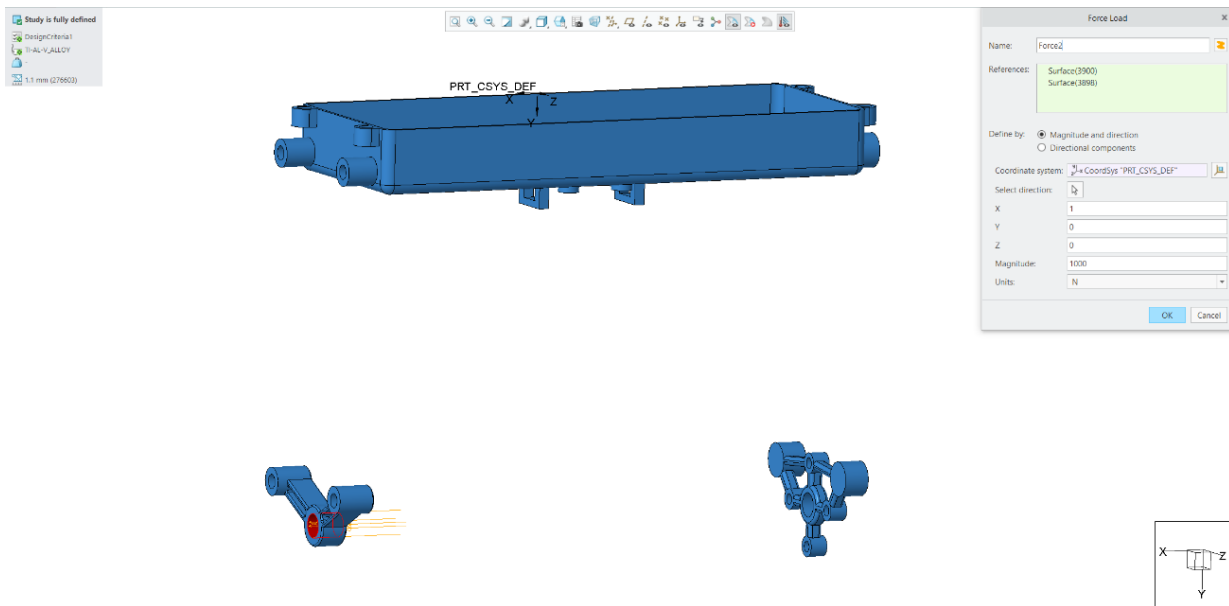 Study is fully defined
DesignCriteria1
TI-AL-V_ALLOY
-
1.1 mm (276603)
PRT_CSYS_DEF
X
Z
Y
Force Load
Name: Force2
References: Surface(3900)
Surface(3898)
Define by: Magnitude and direction
Directional components
Coordinate system: CoordSys "PRT_CSYS_DEF"
Select direction:
X 1
Y 0
Z 0
Magnitude: 1000
Units: N
OK Cancel
X
Z
Y